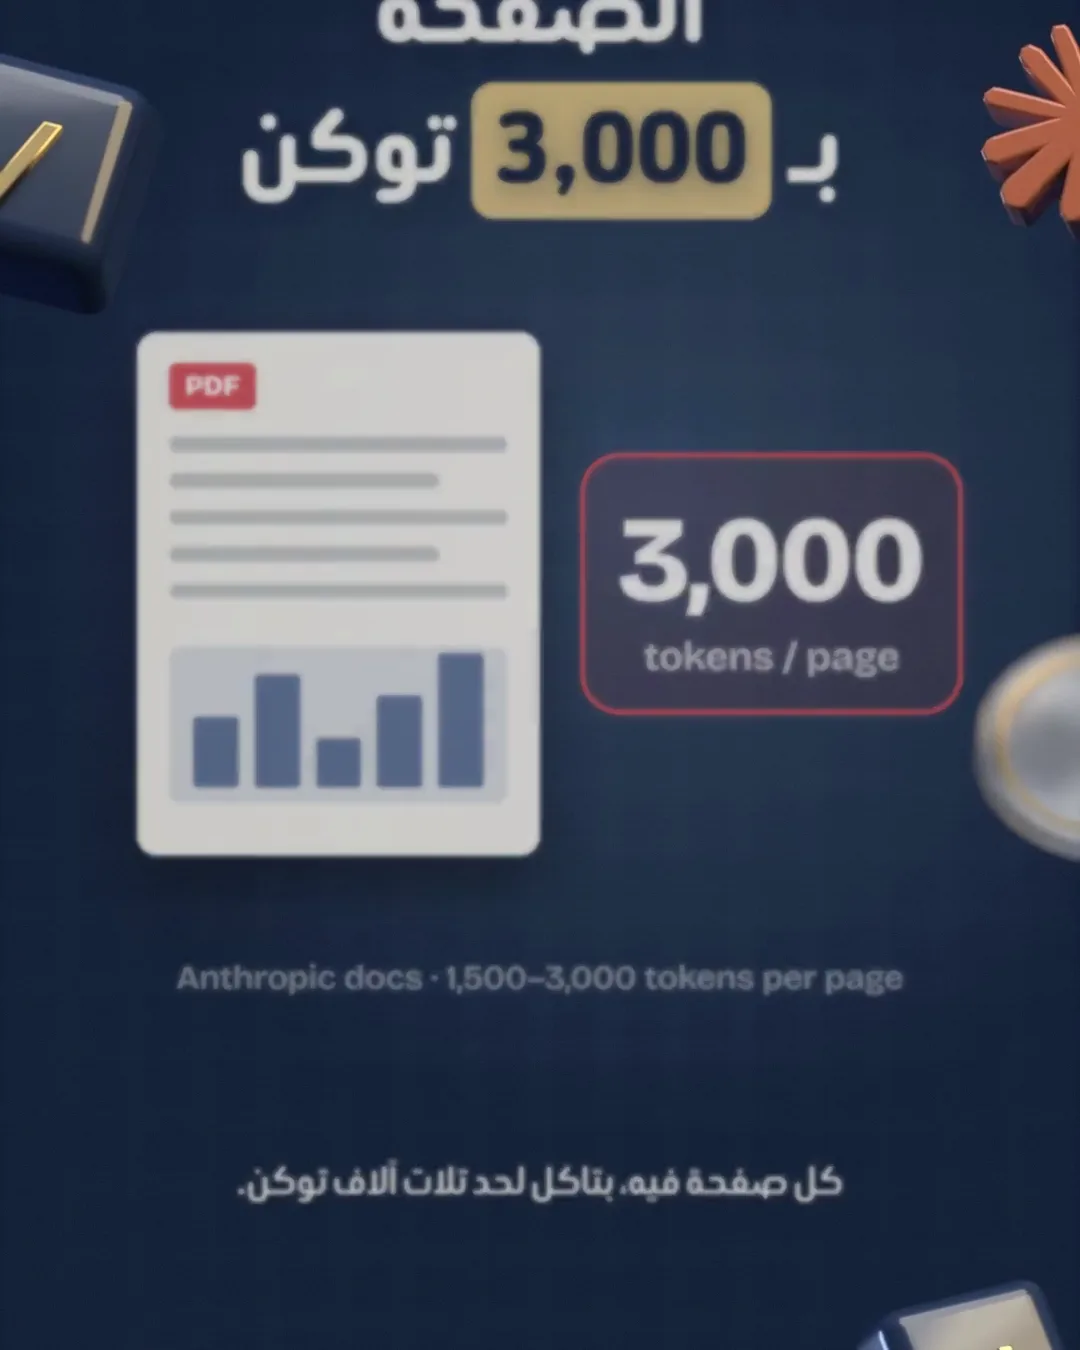 الصفحة
بـ 3,000 توكن
PDF
3,000
tokens / page
Anthropic docs · 1,500–3,000 tokens per page
كل صفحة فيه، بتاكل لحد تلات آلاف توكن.